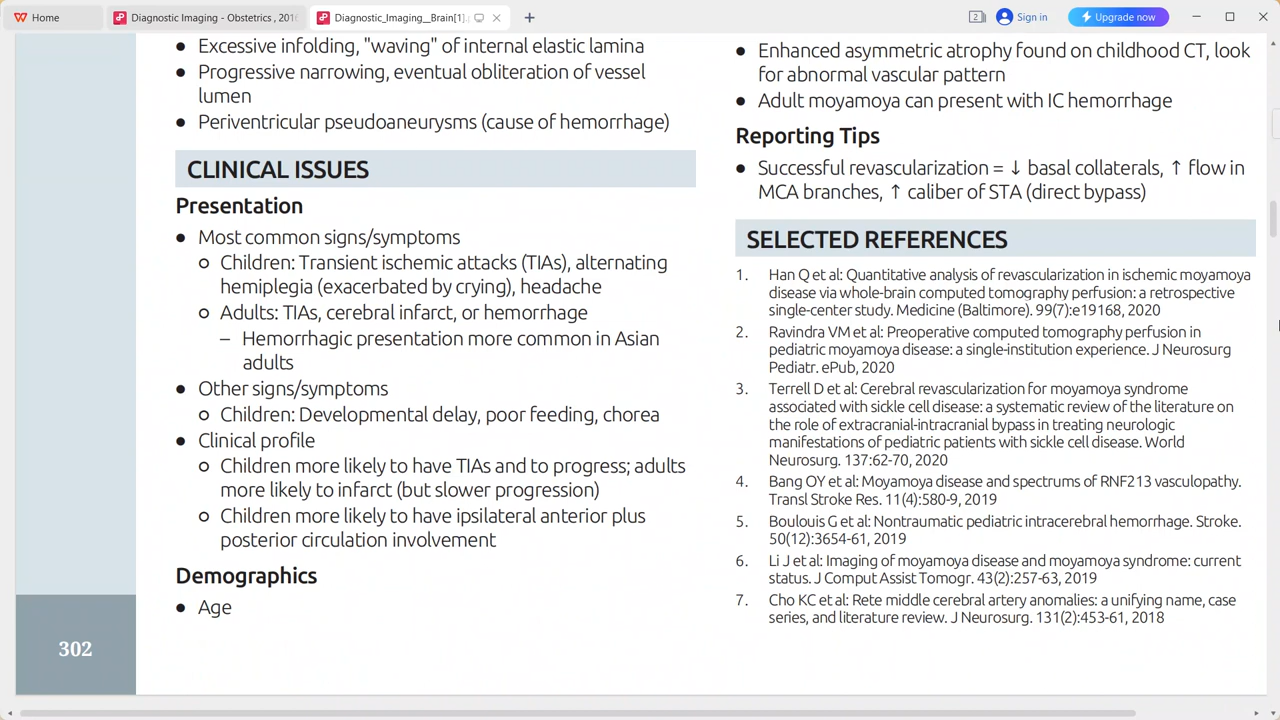 Home
Diagnostic Imaging - Obstetrics , 2016
Diagnostic_Imaging__Brain[1].
2
Sign in
Upgrade now
● Excessive infolding, "waving" of internal elastic lamina
● Progressive narrowing, eventual obliteration of vessel
lumen
● Periventricular pseudoaneurysms (cause of hemorrhage)
CLINICAL ISSUES
Presentation
● Most common signs/symptoms
○ Children: Transient ischemic attacks (TIAs), alternating
hemiplegia (exacerbated by crying), headache
○ Adults: TIAs, cerebral infarct, or hemorrhage
– Hemorrhagic presentation more common in Asian
adults
● Other signs/symptoms
○ Children: Developmental delay, poor feeding, chorea
● Clinical profile
○ Children more likely to have TIAs and to progress; adults
more likely to infarct (but slower progression)
○ Children more likely to have ipsilateral anterior plus
posterior circulation involvement
Demographics
● Age
302
● Enhanced asymmetric atrophy found on childhood CT, look
for abnormal vascular pattern
● Adult moyamoya can present with IC hemorrhage
Reporting Tips
● Successful revascularization = ↓ basal collaterals, ↑ flow in
MCA branches, ↑ caliber of STA (direct bypass)
SELECTED REFERENCES
1. Han Q et al: Quantitative analysis of revascularization in ischemic moyamoya
disease via whole-brain computed tomography perfusion: a retrospective
single-center study. Medicine (Baltimore). 99(7):e19168, 2020
2. Ravindra VM et al: Preoperative computed tomography perfusion in
pediatric moyamoya disease: a single-institution experience. J Neurosurg
Pediatr. ePub, 2020
3. Terrell D et al: Cerebral revascularization for moyamoya syndrome
associated with sickle cell disease: a systematic review of the literature on
the role of extracranial-intracranial bypass in treating neurologic
manifestations of pediatric patients with sickle cell disease. World
Neurosurg. 137:62-70, 2020
4. Bang OY et al: Moyamoya disease and spectrums of RNF213 vasculopathy.
Transl Stroke Res. 11(4):580-9, 2019
5. Boulouis G et al: Nontraumatic pediatric intracerebral hemorrhage. Stroke.
50(12):3654-61, 2019
6. Li J et al: Imaging of moyamoya disease and moyamoya syndrome: current
status. J Comput Assist Tomogr. 43(2):257-63, 2019
7. Cho KC et al: Rete middle cerebral artery anomalies: a unifying name, case
series, and literature review. J Neurosurg. 131(2):453-61, 2018